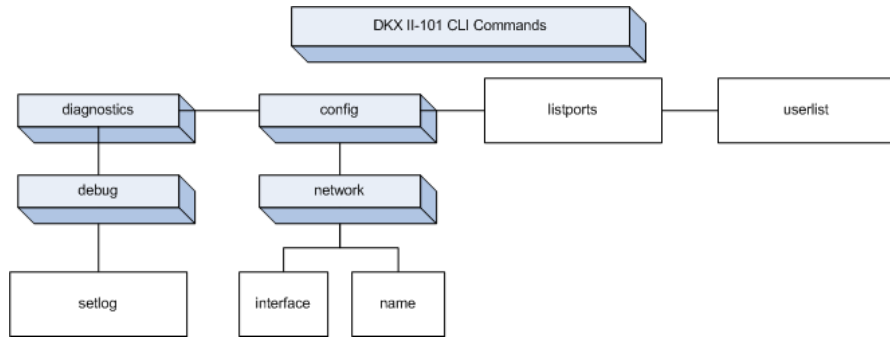 DKX II-101 CLI Commands
diagnostics
config
listports
userlist
debug
network
setlog
interface
name